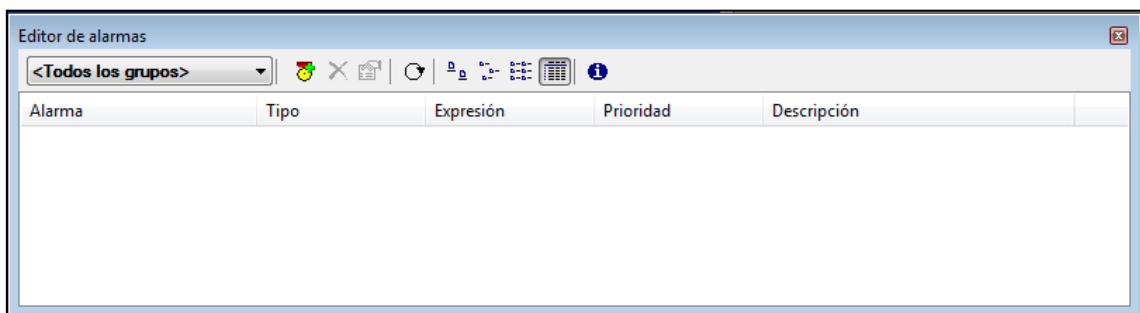 Editor de alarmas
<Todos los grupos>
Alarma Tipo Expresión Prioridad Descripción